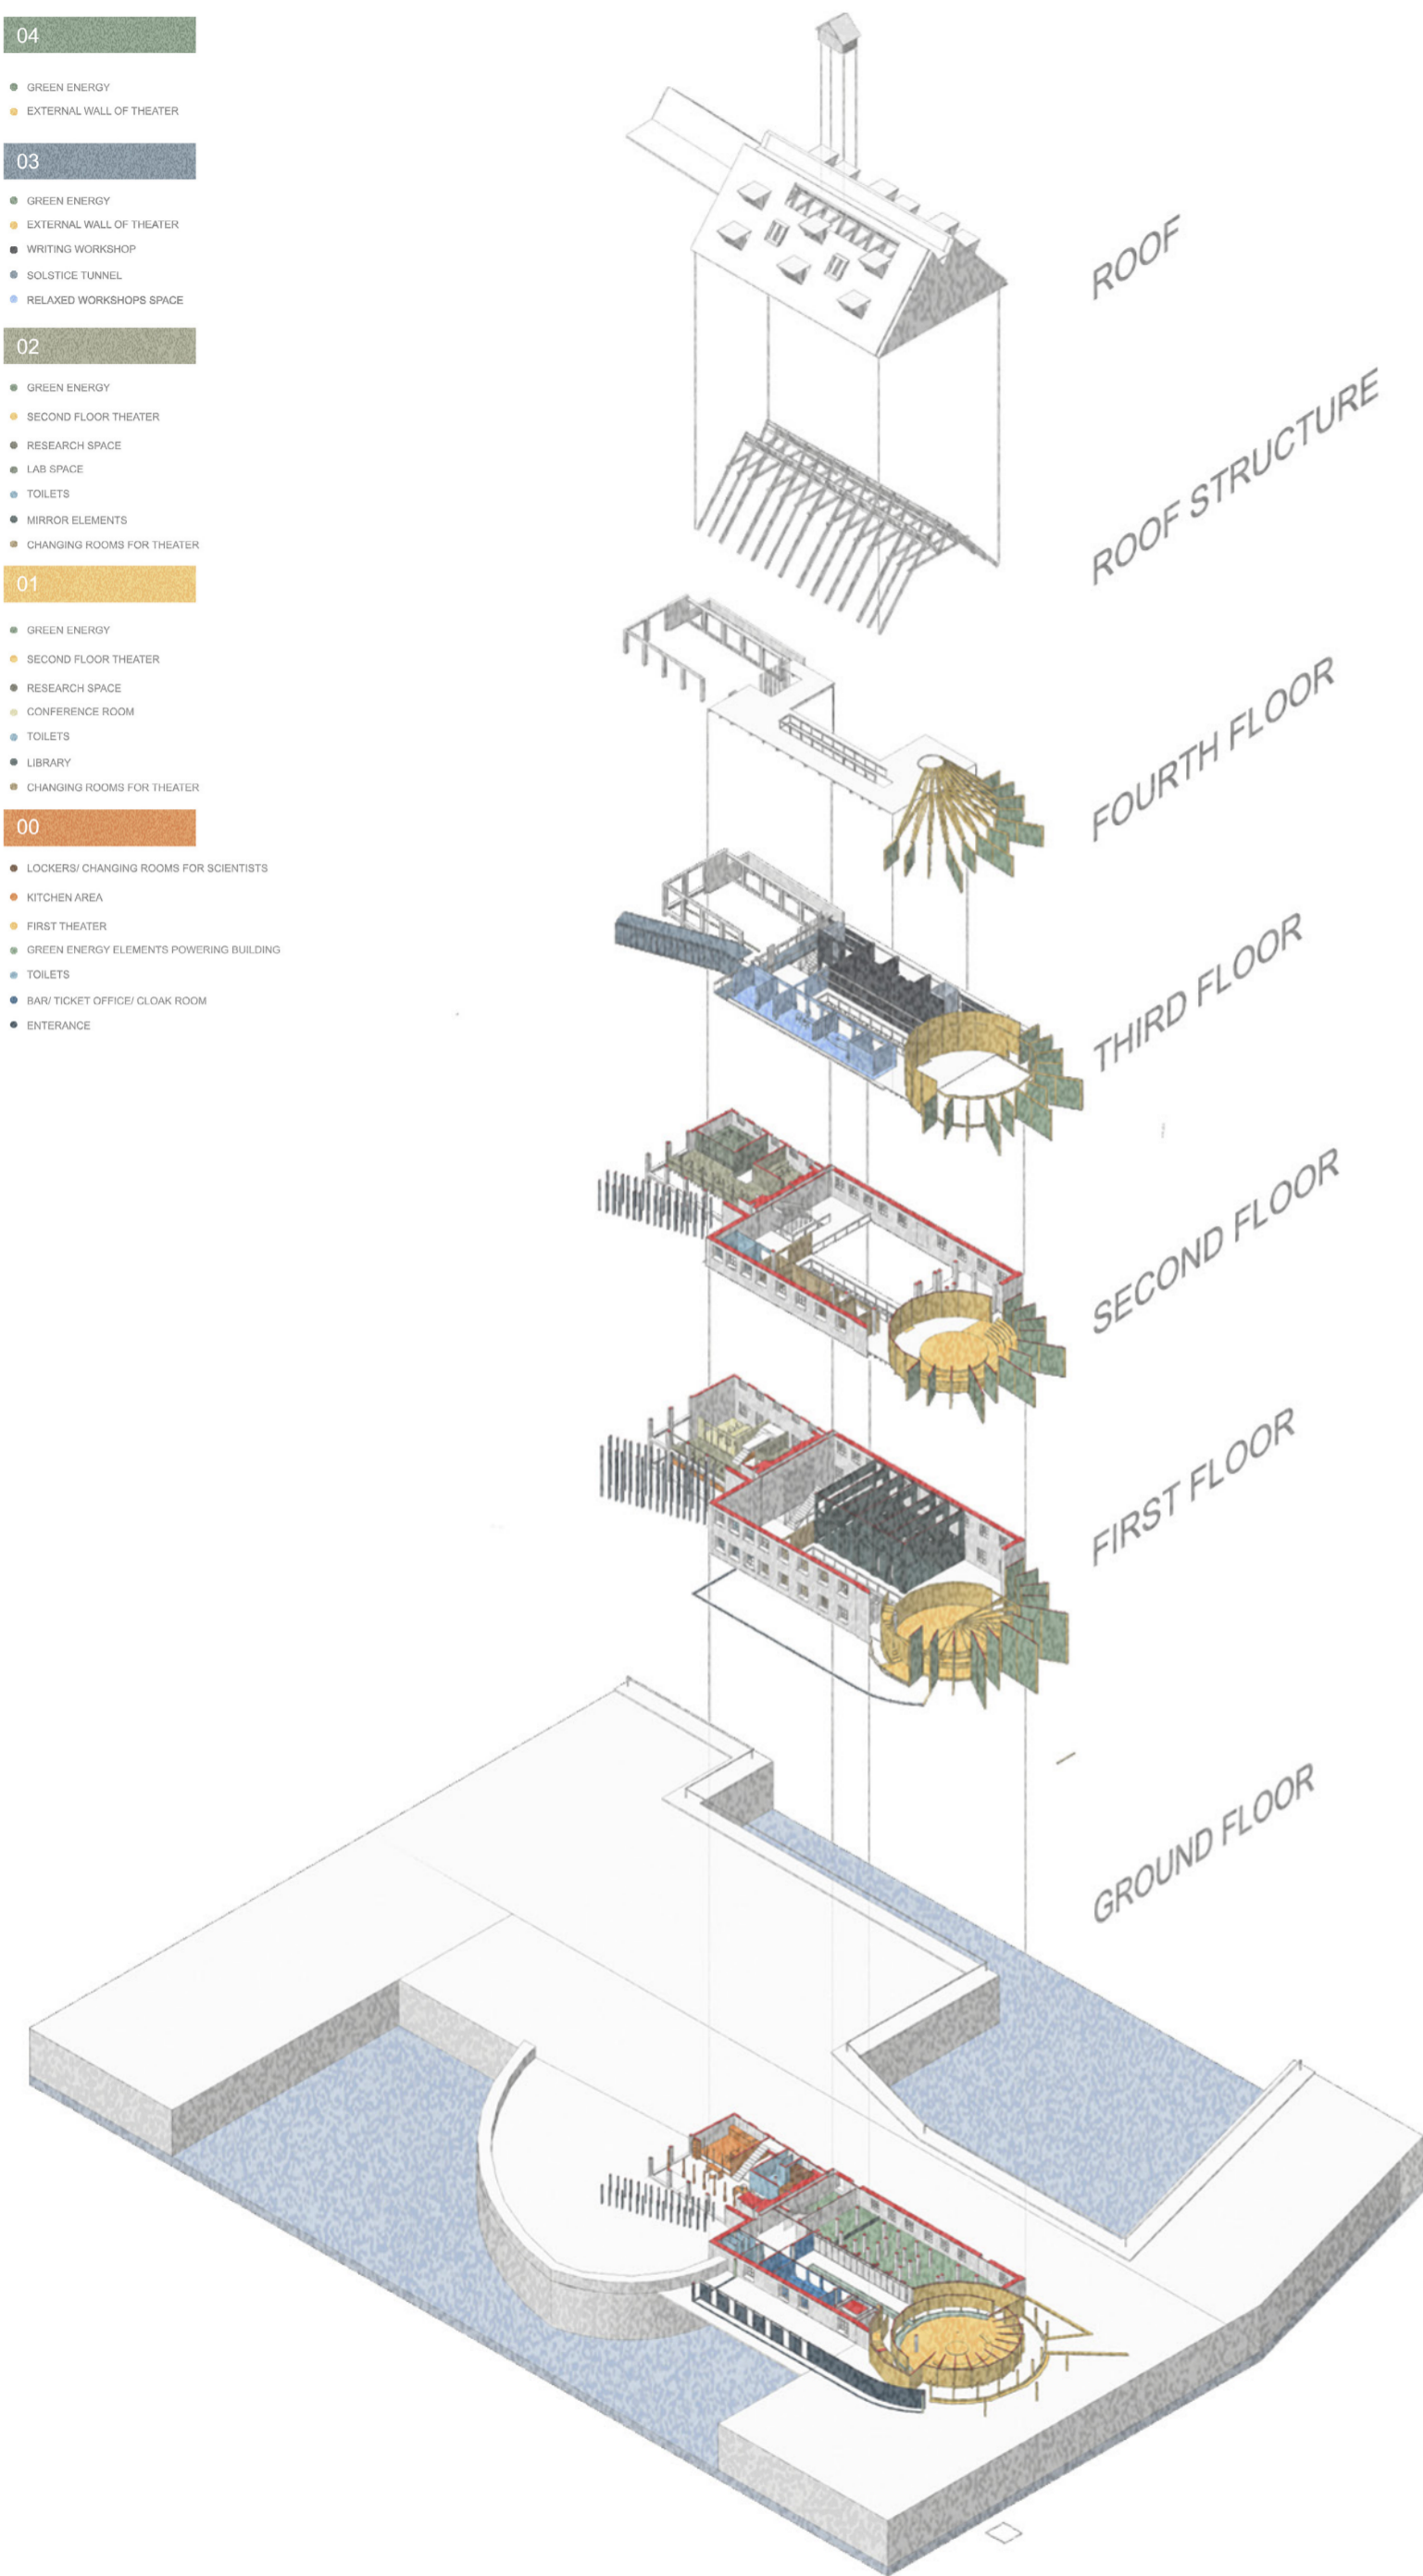 04
GREEN ENERGY
EXTERNAL WALL OF THEATER
03
GREEN ENERGY
EXTERNAL WALL OF THEATER
WRITING WORKSHOP
SOLSTICE TUNNEL
RELAXED WORKSHOPS SPACE
02
GREEN ENERGY
SECOND FLOOR THEATER
RESEARCH SPACE
LAB SPACE
TOILETS
MIRROR ELEMENTS
CHANGING ROOMS FOR THEATER
01
GREEN ENERGY
SECOND FLOOR THEATER
RESEARCH SPACE
CONFERENCE ROOM
TOILETS
LIBRARY
CHANGING ROOMS FOR THEATER
00
LOCKERS/ CHANGING ROOMS FOR SCIENTISTS
KITCHEN AREA
FIRST THEATER
GREEN ENERGY ELEMENTS POWERING BUILDING
TOILETS
BAR/ TICKET OFFICE/ CLOAK ROOM
ENTERANCE
ROOF
ROOF STRUCTURE
FOURTH FLOOR
THIRD FLOOR
SECOND FLOOR
FIRST FLOOR
GROUND FLOOR